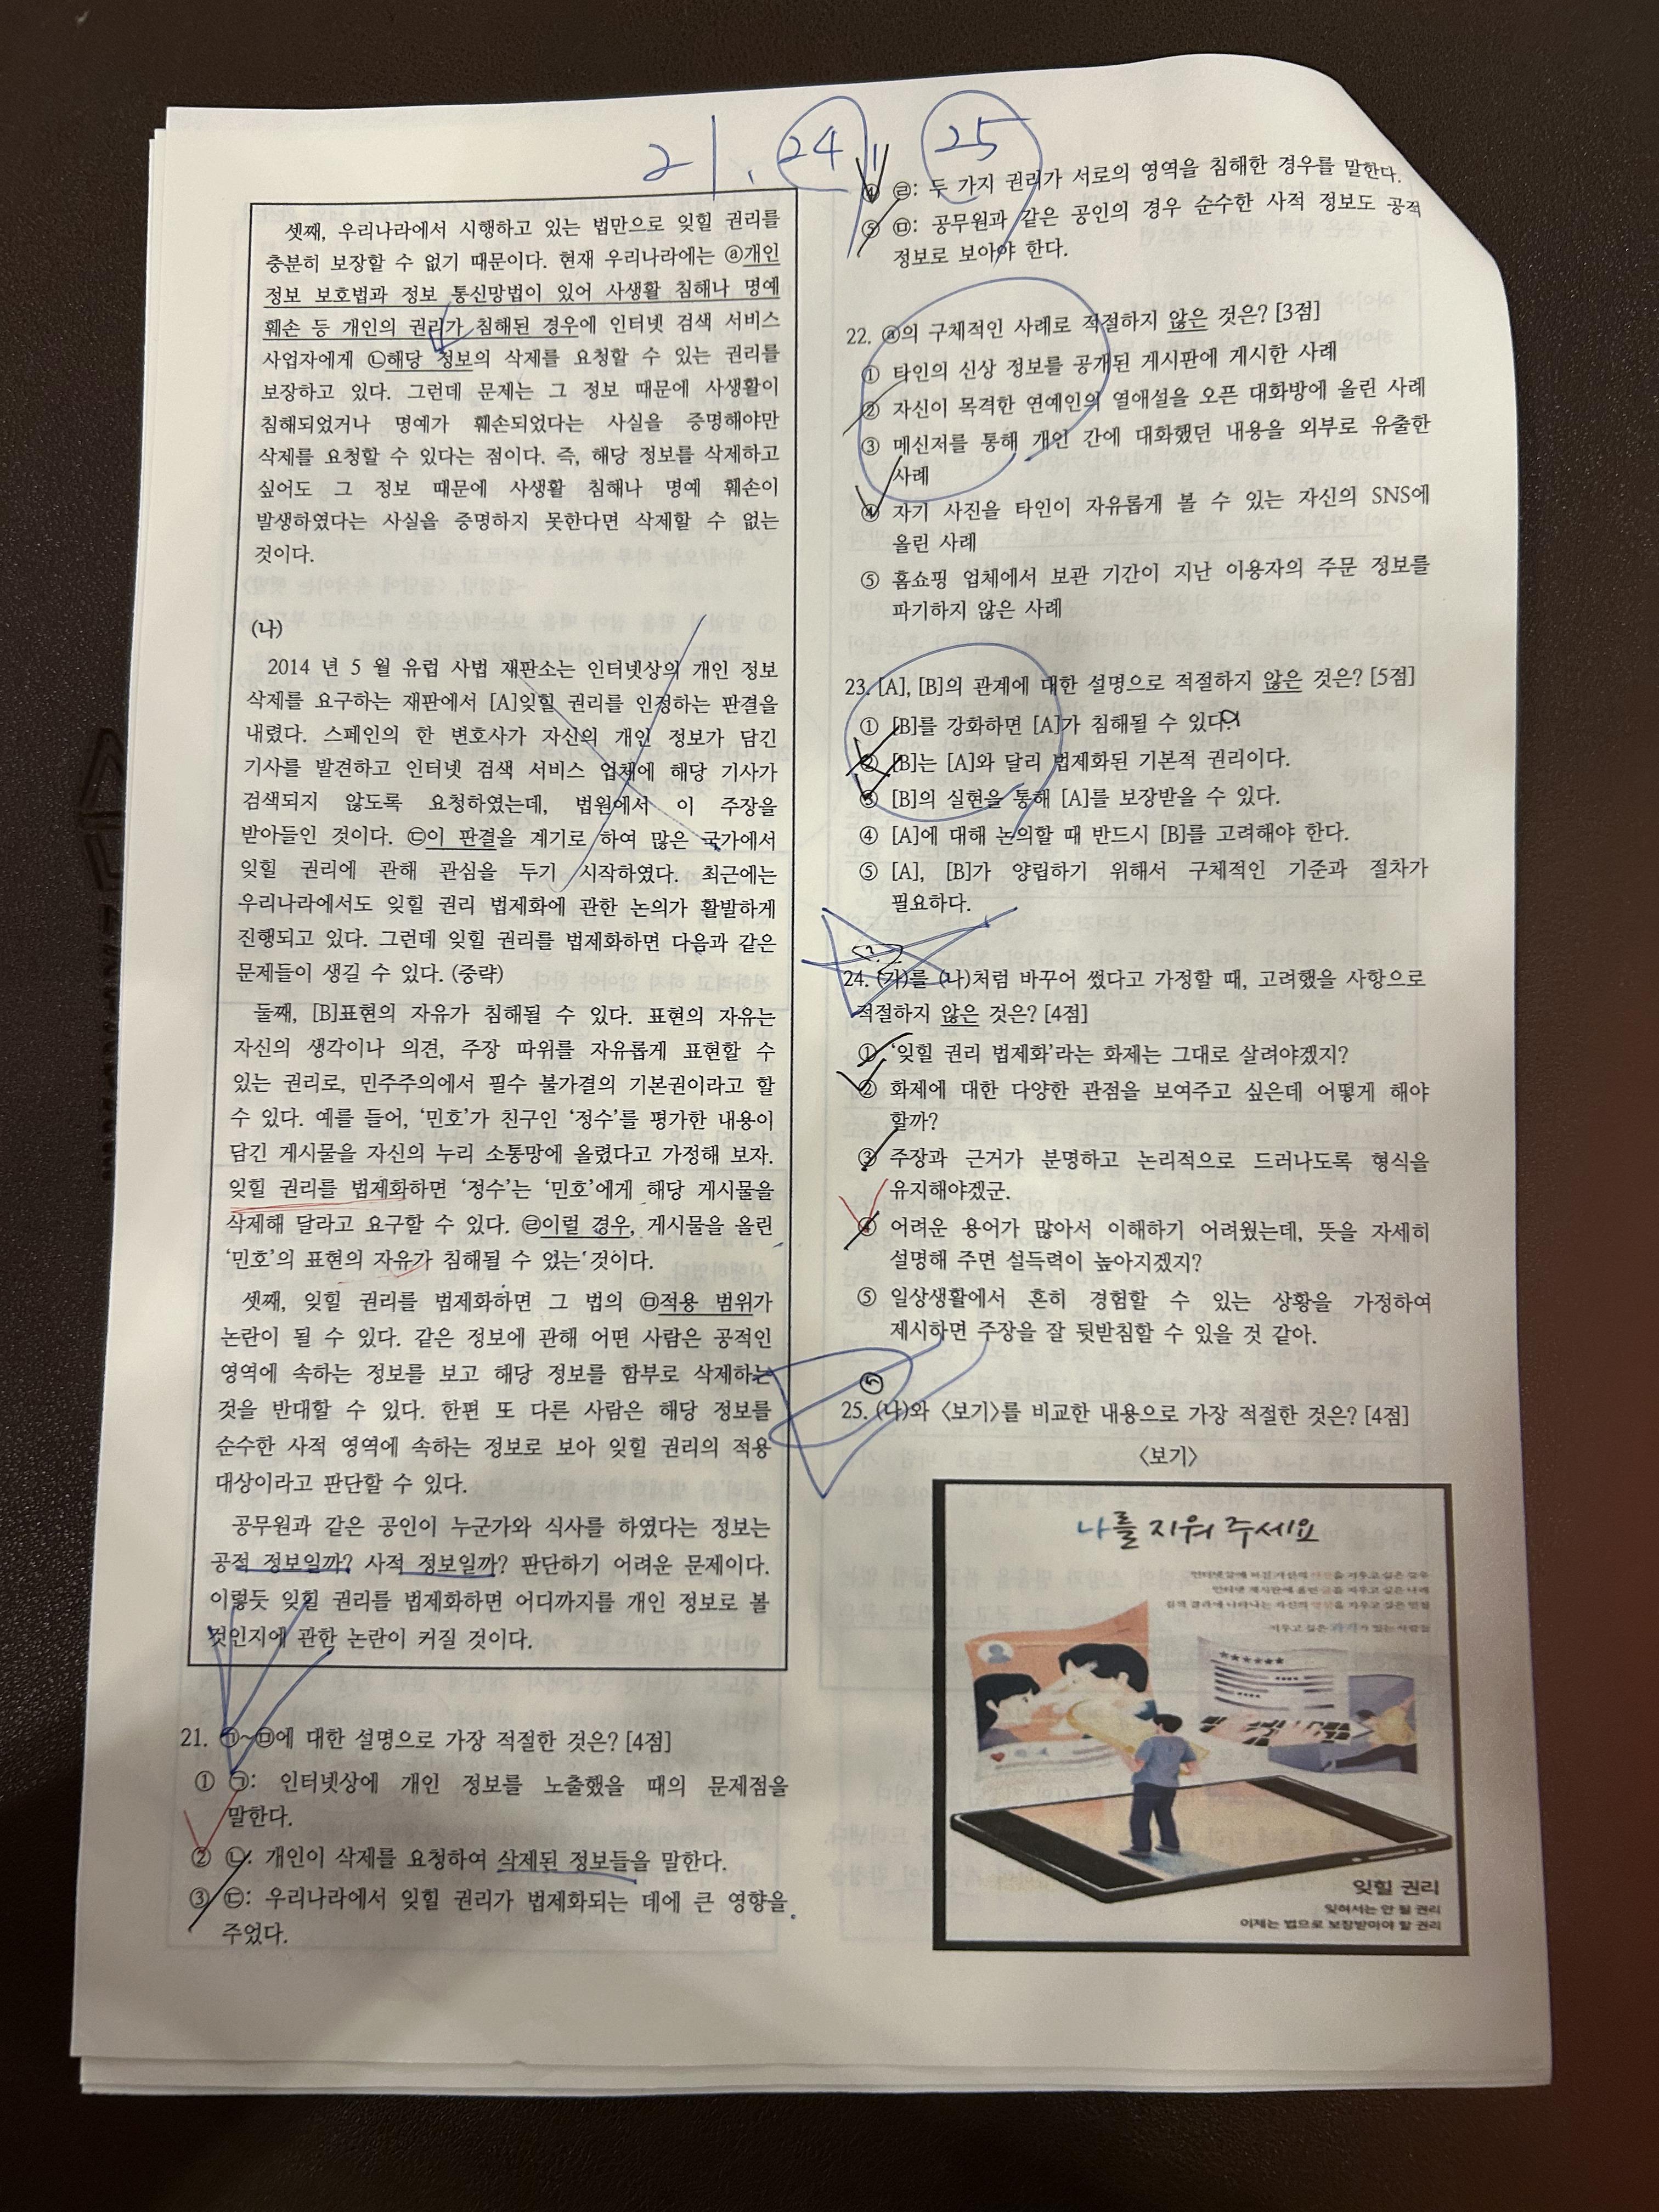 21, 24, 25
셋째, 우리나라에서 시행하고 있는 법만으로 잊힐 권리를
충분히 보장할 수 없기 때문이다. 현재 우리나라에는 ⓐ개인
정보 보호법과 정보 통신망법이 있어 사생활 침해나 명예
훼손 등 개인의 권리가 침해된 경우에 인터넷 검색 서비스
사업자에게 ㉡해당 정보의 삭제를 요청할 수 있는 권리를
보장하고 있다. 그런데 문제는 그 정보 때문에 사생활이
침해되었거나 명예가 훼손되었다는 사실을 증명해야만
삭제를 요청할 수 있다는 점이다. 즉, 해당 정보를 삭제하고
싶어도 그 정보 때문에 사생활 침해나 명예 훼손이
발생하였다는 사실을 증명하지 못한다면 삭제할 수 없는
것이다.
(나)
2014 년 5 월 유럽 사법 재판소는 인터넷상의 개인 정보
삭제를 요구하는 재판에서 [A]잊힐 권리를 인정하는 판결을
내렸다. 스페인의 한 변호사가 자신의 개인 정보가 담긴
기사를 발견하고 인터넷 검색 서비스 업체에 해당 기사가
검색되지 않도록 요청하였는데, 법원에서 이 주장을
받아들인 것이다. ㉢이 판결을 계기로 하여 많은 국가에서
잊힐 권리에 관해 관심을 두기 시작하였다. 최근에는
우리나라에서도 잊힐 권리 법제화에 관한 논의가 활발하게
진행되고 있다. 그런데 잊힐 권리를 법제화하면 다음과 같은
문제들이 생길 수 있다. (중략)
둘째, [B]표현의 자유가 침해될 수 있다. 표현의 자유는
자신의 생각이나 의견, 주장 따위를 자유롭게 표현할 수
있는 권리로, 민주주의에서 필수 불가결의 기본권이라고 할
수 있다. 예를 들어, ‘민호’가 친구인 ‘정수’를 평가한 내용이
담긴 게시물을 자신의 누리 소통망에 올렸다고 가정해 보자.
잊힐 권리를 법제화하면 ‘정수’는 ‘민호’에게 해당 게시물을
삭제해 달라고 요구할 수 있다. ㉣이럴 경우, 게시물을 올린
‘민호’의 표현의 자유가 침해될 수 있는 것이다.
셋째, 잊힐 권리를 법제화하면 그 법의 ㉤적용 범위가
논란이 될 수 있다. 같은 정보에 관해 어떤 사람은 공적인
영역에 속하는 정보를 보고 해당 정보를 함부로 삭제하는
것을 반대할 수 있다. 한편 또 다른 사람은 해당 정보를
순수한 사적 영역에 속하는 정보로 보아 잊힐 권리의 적용
대상이라고 판단할 수 있다.
공무원과 같은 공인이 누군가와 식사를 하였다는 정보는
공적 정보일까? 사적 정보일까? 판단하기 어려운 문제이다.
이렇듯 잊힐 권리를 법제화하면 어디까지를 개인 정보로 볼
것인지에 관한 논란이 커질 것이다.
21. ㉠~㉤에 대한 설명으로 가장 적절한 것은? [4점]
① ㉠: 인터넷상에 개인 정보를 노출했을 때의 문제점을
말한다.
② ㉡: 개인이 삭제를 요청하여 삭제된 정보들을 말한다.
③ ㉢: 우리나라에서 잊힐 권리가 법제화되는 데에 큰 영향을
주었다.
④ ㉣: 두 가지 권리가 서로의 영역을 침해한 경우를 말한다.
⑤ ㉤: 공무원과 같은 공인의 경우 순수한 사적 정보도 공적
정보로 보아야 한다.
22. ⓐ의 구체적인 사례로 적절하지 않은 것은? [3점]
① 타인의 신상 정보를 공개된 게시판에 게시한 사례
② 자신이 목격한 연예인의 열애설을 오픈 대화방에 올린 사례
③ 메신저를 통해 개인 간에 대화했던 내용을 외부로 유출한
사례
④ 자기 사진을 타인이 자유롭게 볼 수 있는 자신의 SNS에
올린 사례
⑤ 홈쇼핑 업체에서 보관 기간이 지난 이용자의 주문 정보를
파기하지 않은 사례
23. [A], [B]의 관계에 대한 설명으로 적절하지 않은 것은? [5점]
① [B]를 강화하면 [A]가 침해될 수 있다.
② [B]는 [A]와 달리 법제화된 기본적 권리이다.
③ [B]의 실현을 통해 [A]를 보장받을 수 있다.
④ [A]에 대해 논의할 때 반드시 [B]를 고려해야 한다.
⑤ [A], [B]가 양립하기 위해서 구체적인 기준과 절차가
필요하다.
24. (가)를 (나)처럼 바꾸어 썼다고 가정할 때, 고려했을 사항으로
적절하지 않은 것은? [4점]
① ‘잊힐 권리 법제화’라는 화제는 그대로 살려야겠지?
② 화제에 대한 다양한 관점을 보여주고 싶은데 어떻게 해야
할까?
③ 주장과 근거가 분명하고 논리적으로 드러나도록 형식을
유지해야겠군.
④ 어려운 용어가 많아서 이해하기 어려웠는데, 뜻을 자세히
설명해 주면 설득력이 높아지겠지?
⑤ 일상생활에서 흔히 경험할 수 있는 상황을 가정하여
제시하면 주장을 잘 뒷받침할 수 있을 것 같아.
25. (나)와 〈보기〉를 비교한 내용으로 가장 적절한 것은? [4점]
〈보기〉
나를 지워 주세요
잊힐 권리
잊혀서는 안 될 권리
이제는 법으로 보장받아야 할 권리